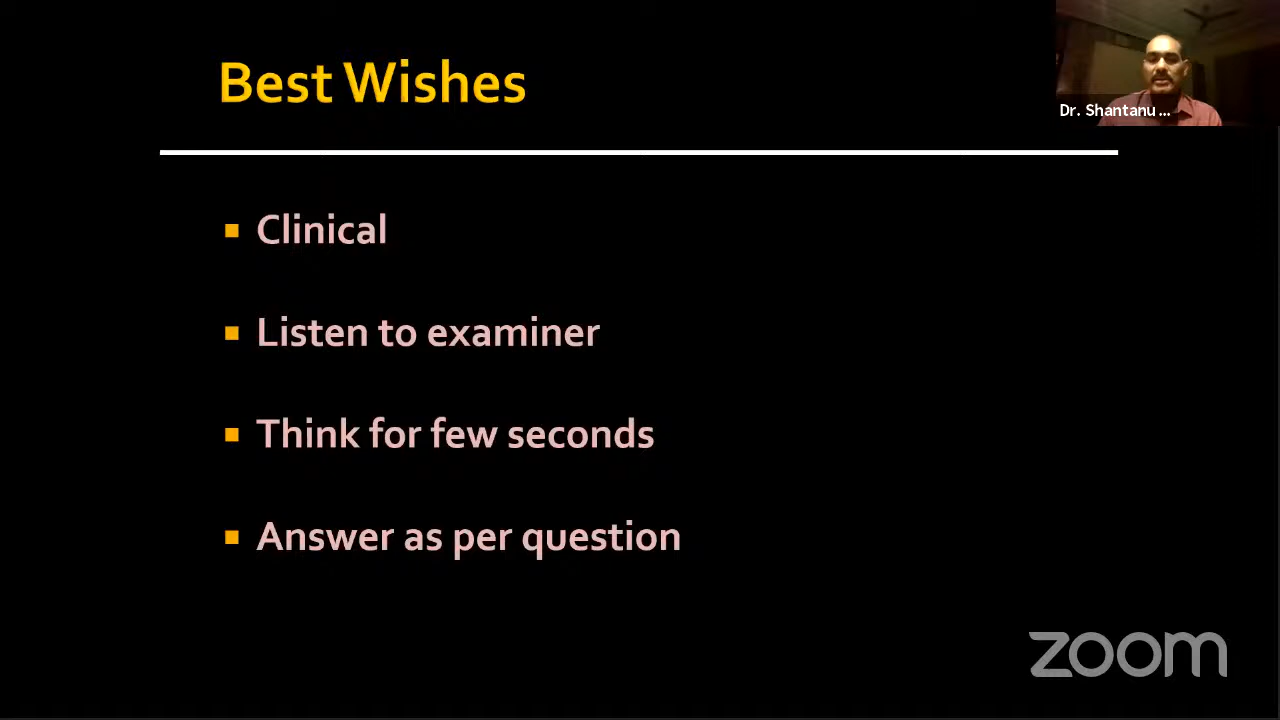 Best Wishes
Dr. Shantanu ...
Clinical
Listen to examiner
Think for few seconds
Answer as per question
zoom